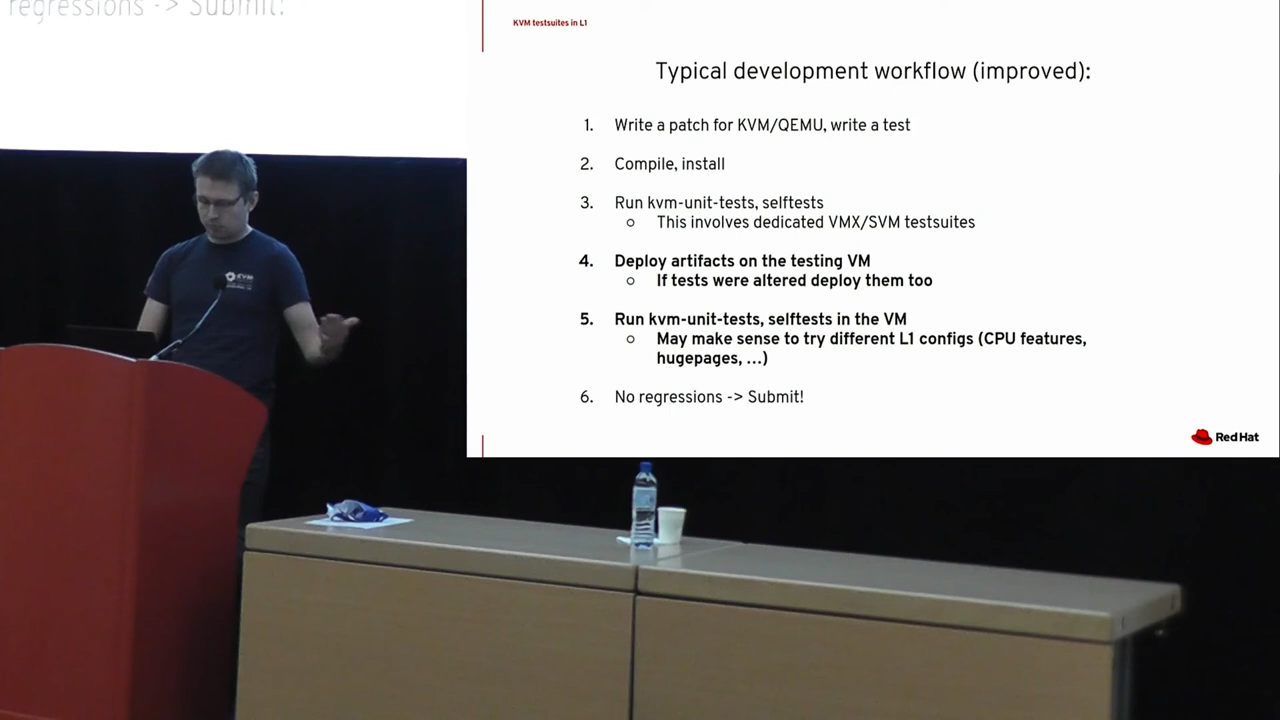 regressions -> Submit!
KVM testsuites in L1
Typical development workflow (improved):
1. Write a patch for KVM/QEMU, write a test
2. Compile, install
3. Run kvm-unit-tests, selftests
○ This involves dedicated VMX/SVM testsuites
4. Deploy artifacts on the testing VM
○ If tests were altered deploy them too
5. Run kvm-unit-tests, selftests in the VM
○ May make sense to try different L1 configs (CPU features,
hugepages, ...)
6. No regressions -> Submit!
Red Hat
KVM